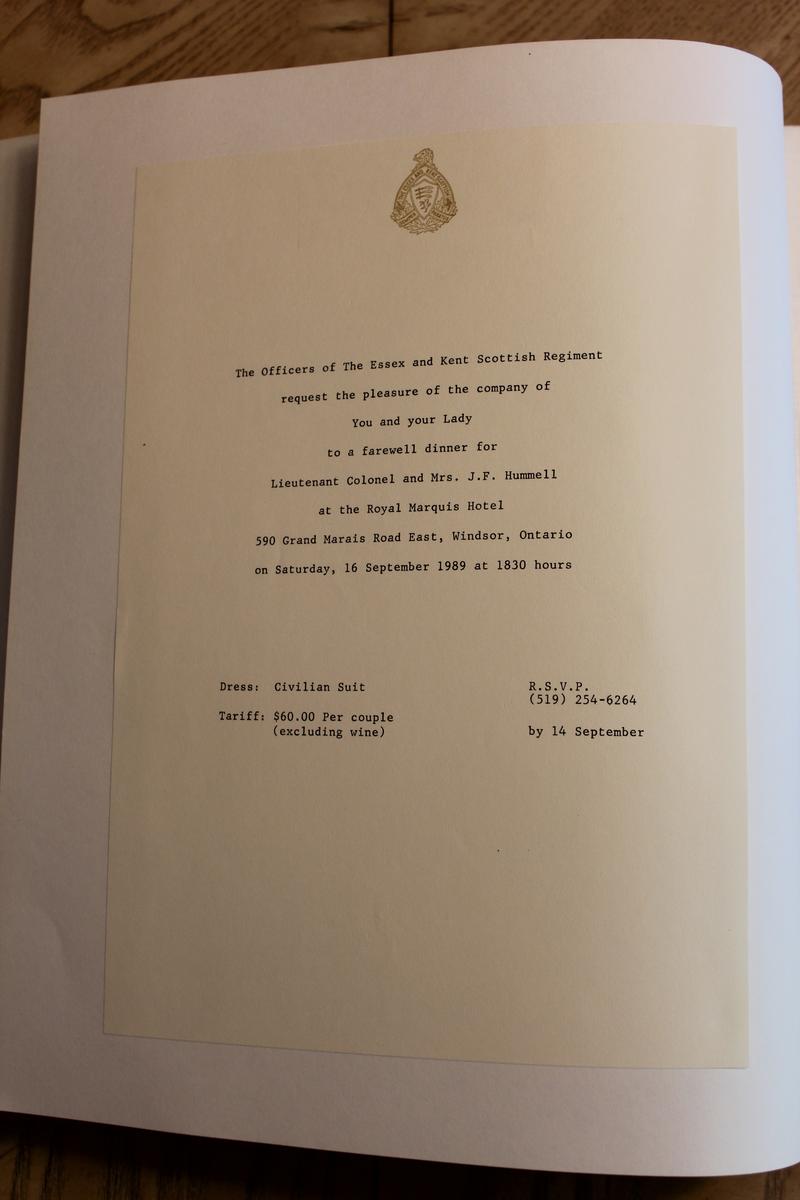 The Officers of The Essex and Kent Scottish Regiment
request the pleasure of the company of
You and your Lady
to a farewell dinner for
Lieutenant Colonel and Mrs. J.F. Hummell
at the Royal Marquis Hotel
590 Grand Marais Road East, Windsor, Ontario
on Saturday, 16 September 1989 at 1830 hours
Dress: Civilian Suit
Tariff: $60.00 Per couple
(excluding wine)
R.S.V.P.
(519) 254-6264
by 14 September